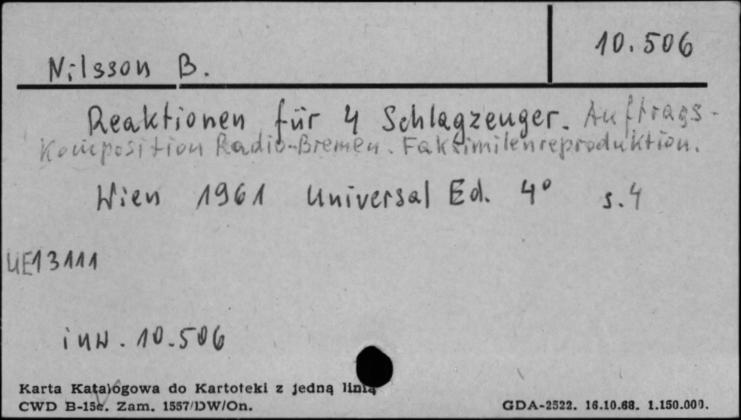 10.506
Nilsson B.
Reaktionen für 4 Schlagzeuger. Auftrags-
Komposition Radio-Bremen. Faksimilenreproduktion.
Wien 1961 Universal Ed. 4° s. 4
UE13111
inw. 10.506
Karta Katalogowa do Kartoteki z jedną linią
CWD B-15c. Zam. 1557/DW/On. GDA-2522. 16.10.68. 1.150.000.